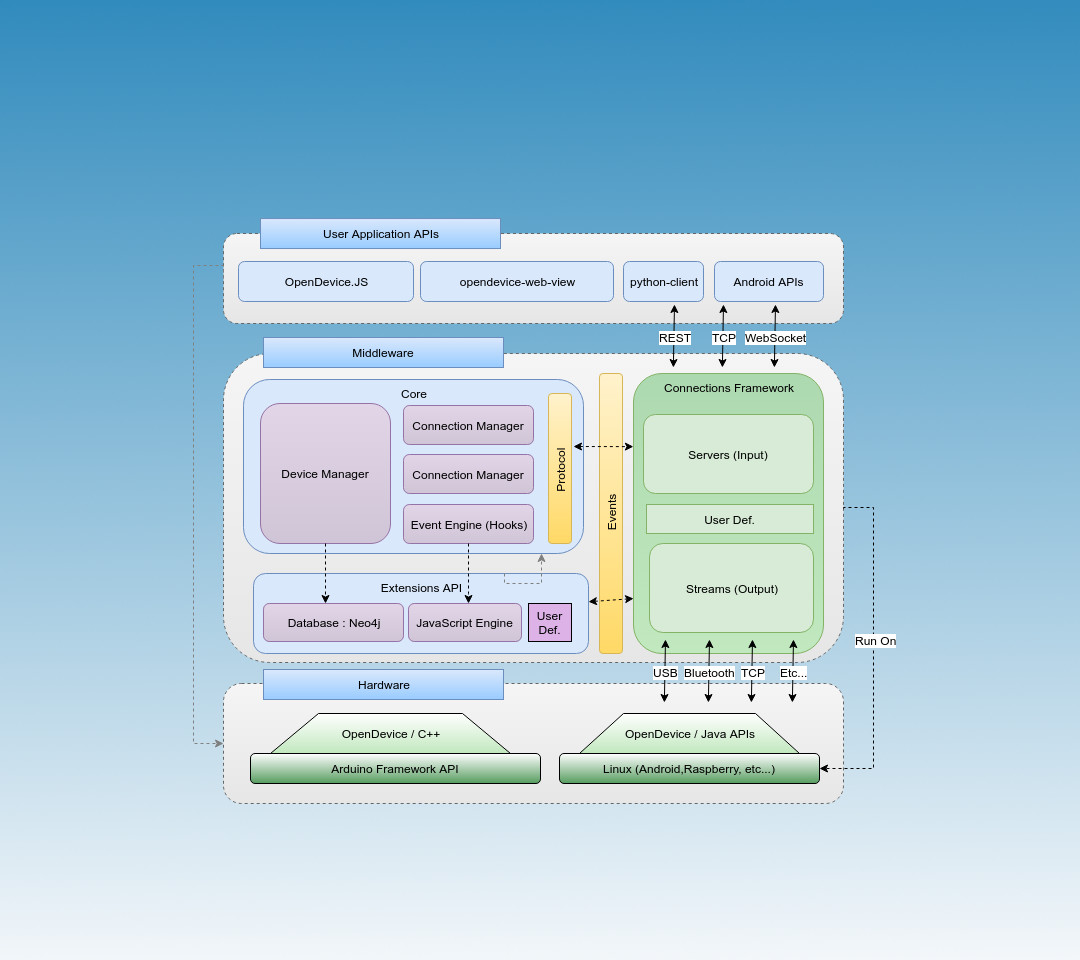 User Application APIs
OpenDevice.JS
opendevice-web-view
python-client
Android APIs
REST
TCP
WebSocket
Middleware
Core
Device Manager
Connection Manager
Connection Manager
Event Engine (Hooks)
Protocol
Events
Connections Framework
Servers (Input)
User Def.
Streams (Output)
Extensions API
Database : Neo4j
JavaScript Engine
User
Def.
Run On
USB
Bluetooth
TCP
Etc...
Hardware
OpenDevice / C++
Arduino Framework API
OpenDevice / Java APIs
Linux (Android,Raspberry, etc...)